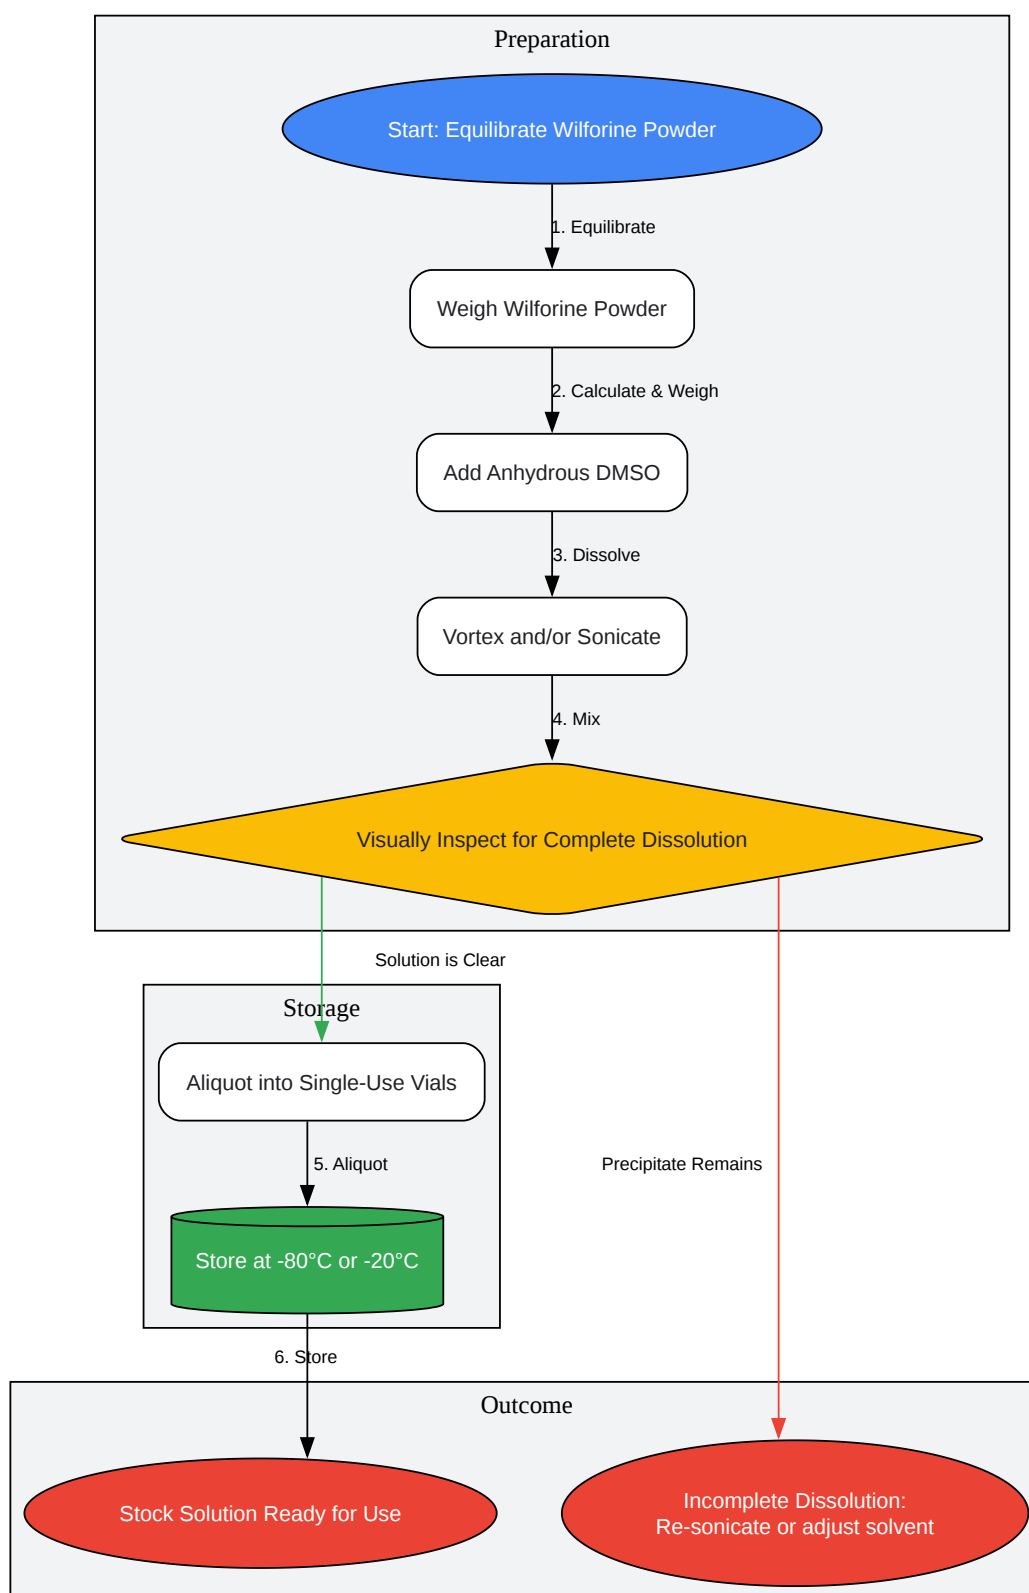 Preparation
Start: Equilibrate Wilforine Powder
1. Equilibrate
Weigh Wilforine Powder
2. Calculate & Weigh
Add Anhydrous DMSO
3. Dissolve
Vortex and/or Sonicate
4. Mix
Visually Inspect for Complete Dissolution
Solution is Clear
Storage
Aliquot into Single-Use Vials
5. Aliquot
Precipitate Remains
Store at -80°C or -20°C
6. Store
Outcome
Stock Solution Ready for Use
Incomplete Dissolution:
Re-sonicate or adjust solvent